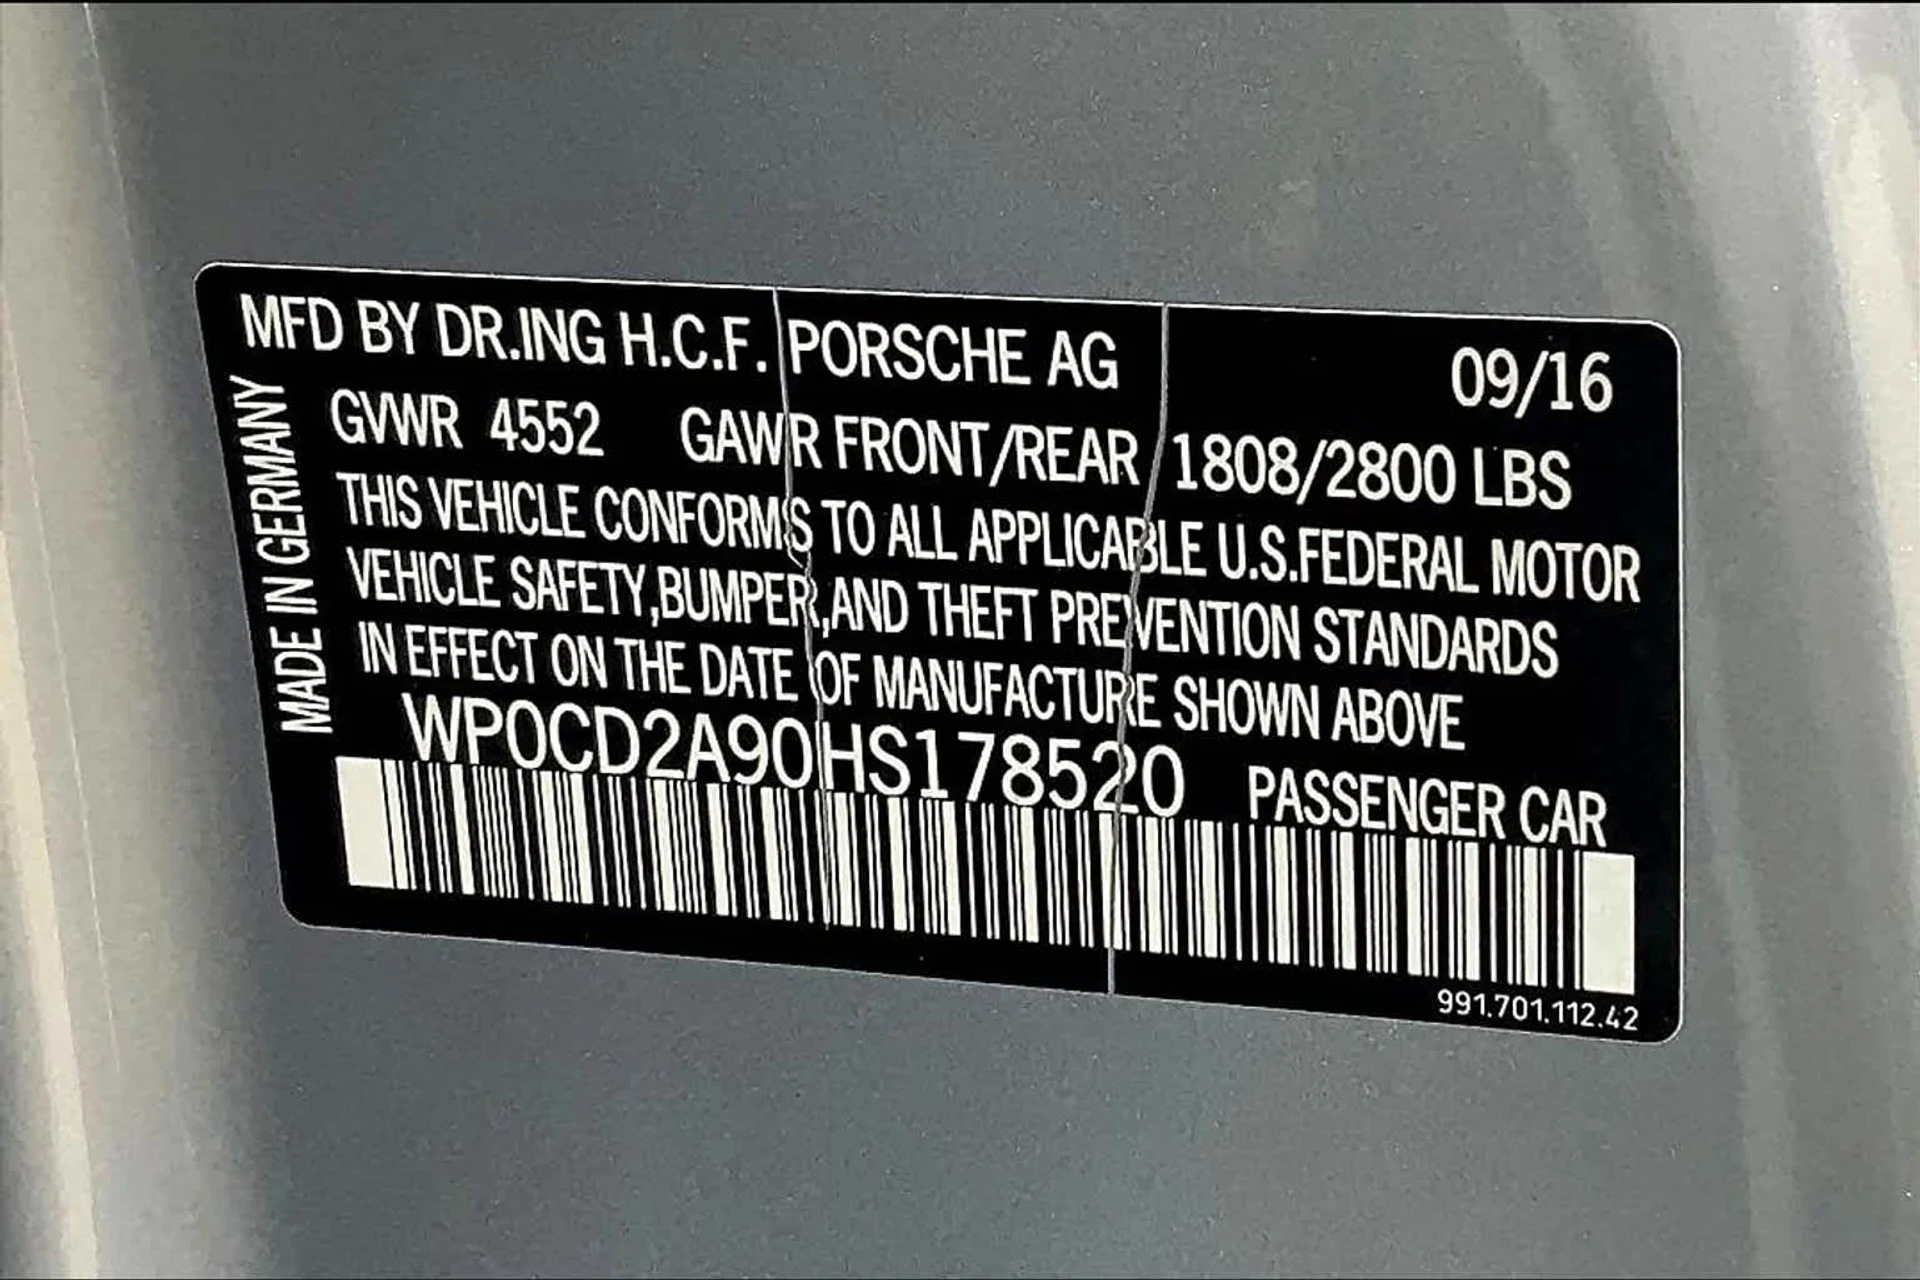 MFD BY DR.ING H.C.F. PORSCHE AG 09/16
MADE IN GERMANY
GVWR 4552 GAWR FRONT/REAR 1808/2800 LBS
THIS VEHICLE CONFORMS TO ALL APPLICABLE U.S.FEDERAL MOTOR
VEHICLE SAFETY,BUMPER,AND THEFT PREVENTION STANDARDS
IN EFFECT ON THE DATE OF MANUFACTURE SHOWN ABOVE
WP0CD2A90HS178520 PASSENGER CAR
991.701.112.42